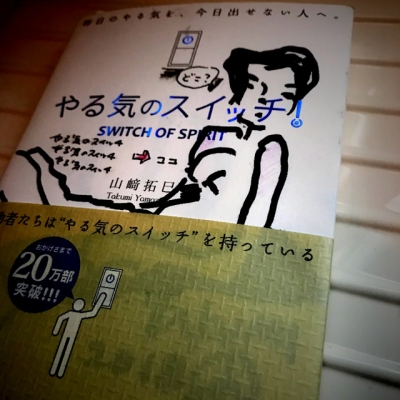 明日のやる気を、今日出せない人へ。
どこ?
やる気のスイッチ!
SWITCH OF SPIRIT
やる気のスイッチ
やる気のスイッチ
やる気のスイッチ
→ ココ
山﨑拓巳
Takumi Yama
者たちは“やる気のスイッチ”を持っている
おかげさまで
20万部
突破!!!